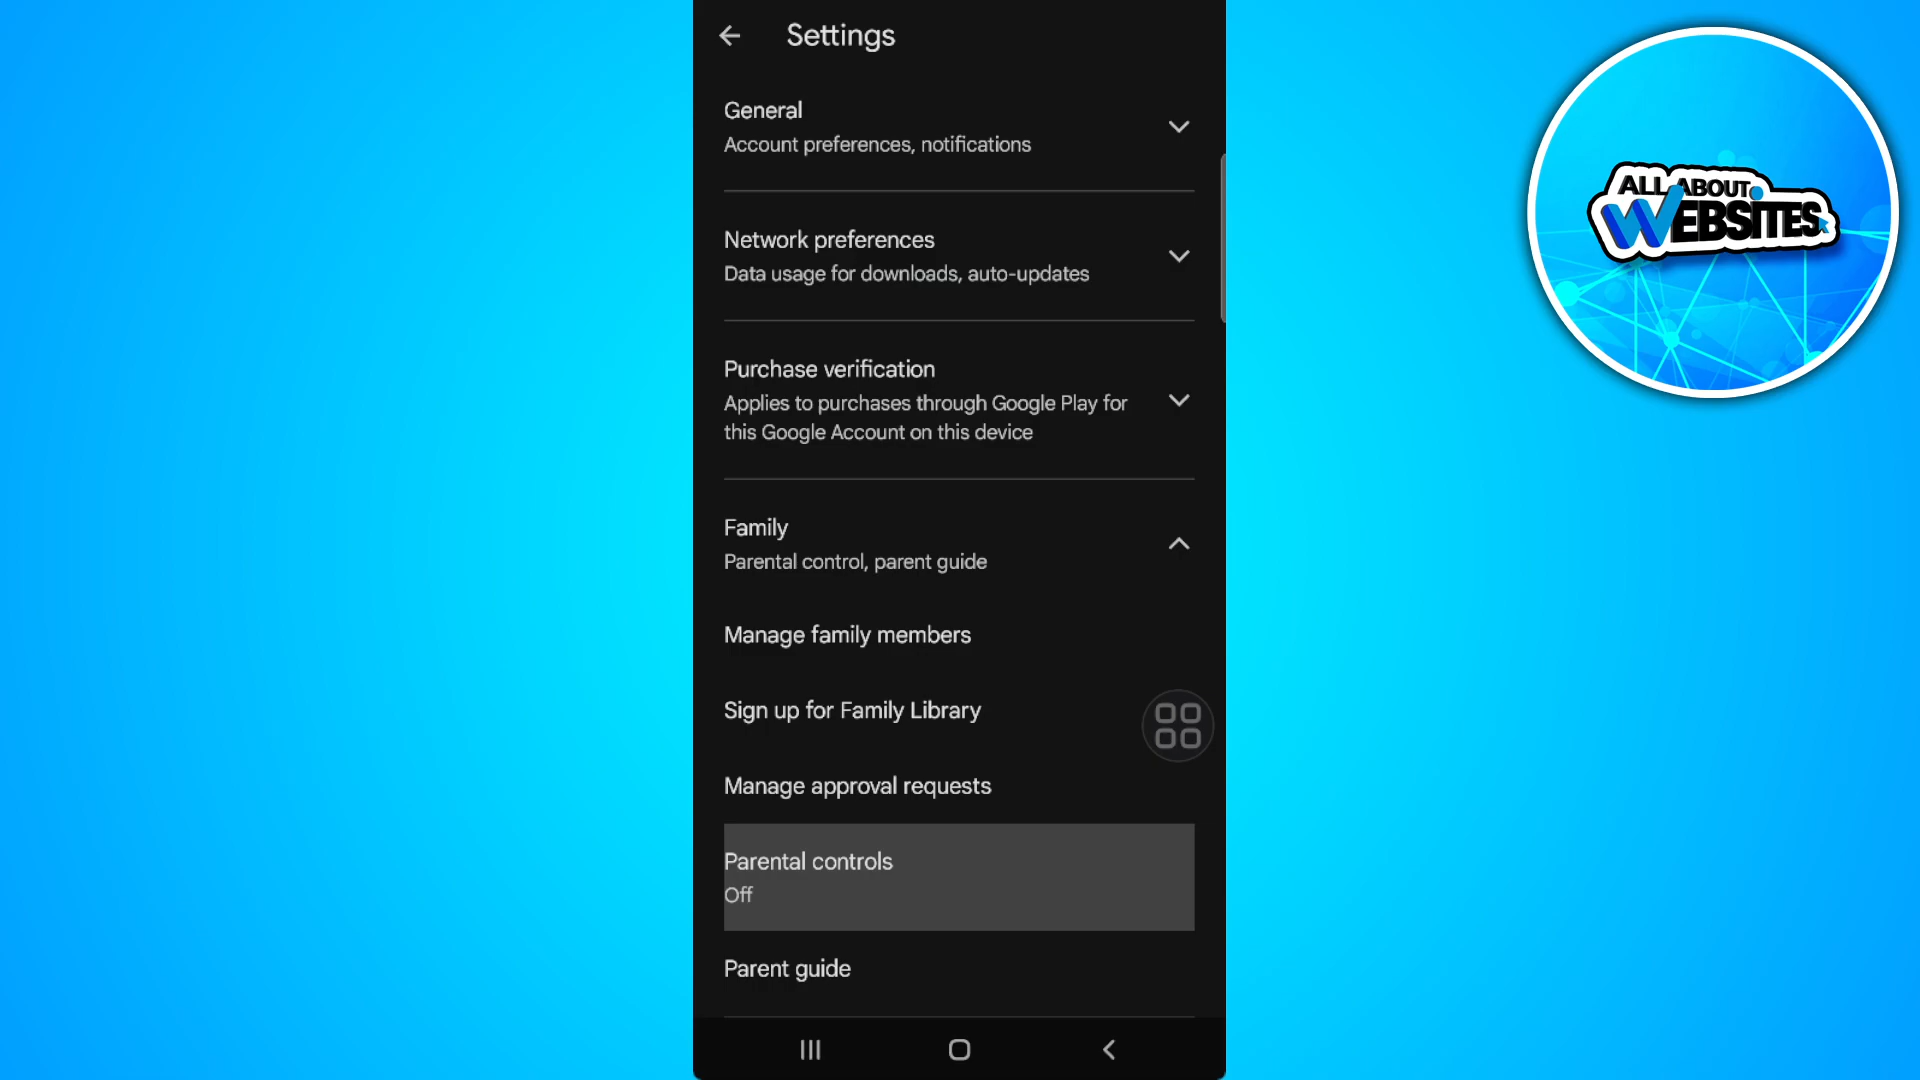 Settings
General
Account preferences, notifications
Network preferences
Data usage for downloads, auto-updates
Purchase verification
Applies to purchases through Google Play for
this Google Account on this device
Family
Parental control, parent guide
Manage family members
Sign up for Family Library
Manage approval requests
Parental controls
Off
Parent guide
ALL ABOUT
WEBSITES